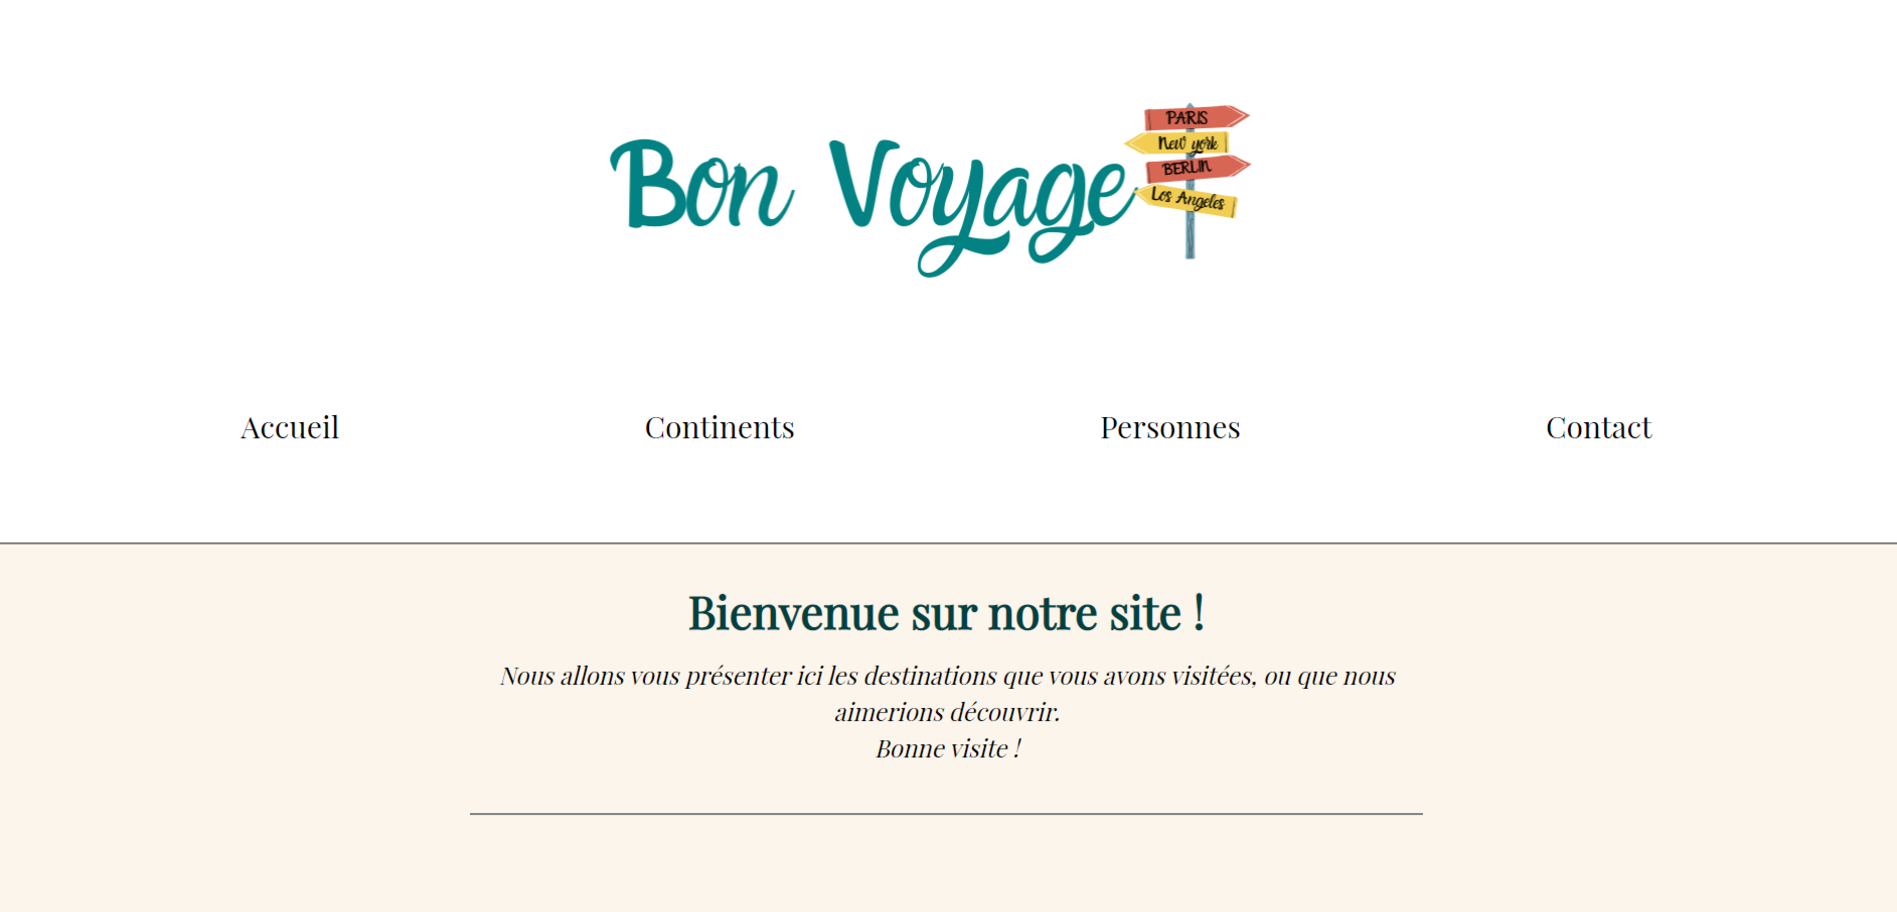 Bon Voyage
PARIS
New york
BERLIN
Los Angeles
Accueil Continents Personnes Contact
Bienvenue sur notre site !
Nous allons vous présenter ici les destinations que vous avons visitées, ou que nous
aimerions découvrir.
Bonne visite !